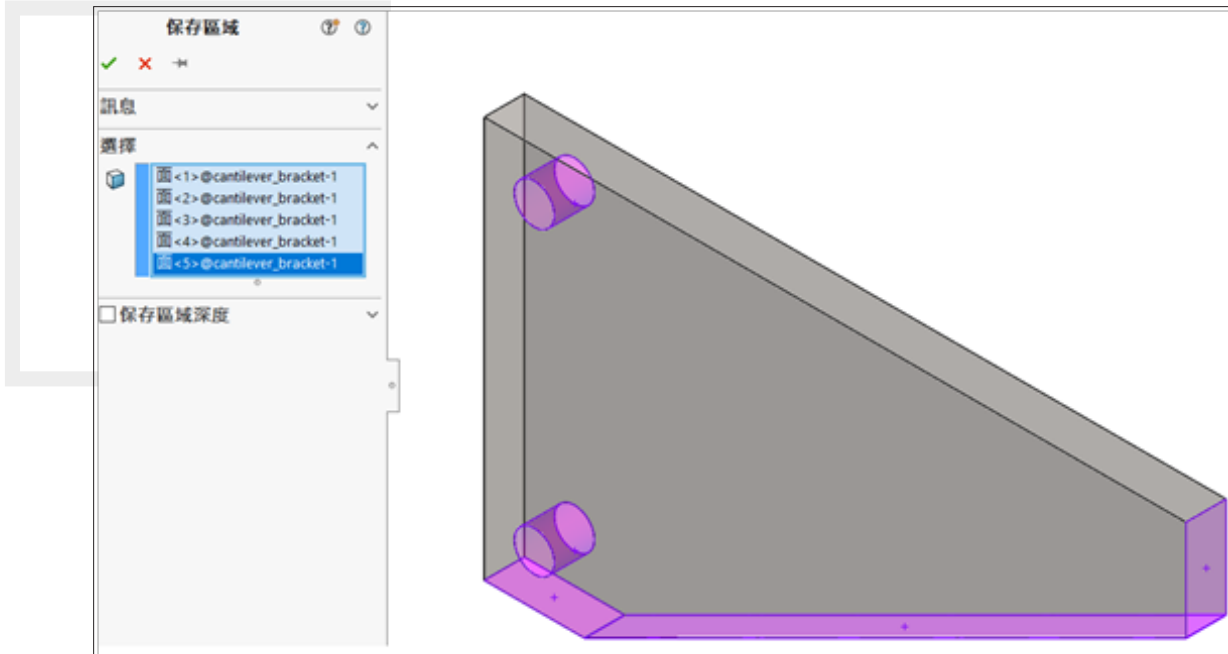 保存區域
訊息
選擇
面<1>@cantilever_bracket-1
面<2>@cantilever_bracket-1
面<3>@cantilever_bracket-1
面<4>@cantilever_bracket-1
面<5>@cantilever_bracket-1
保存區域深度